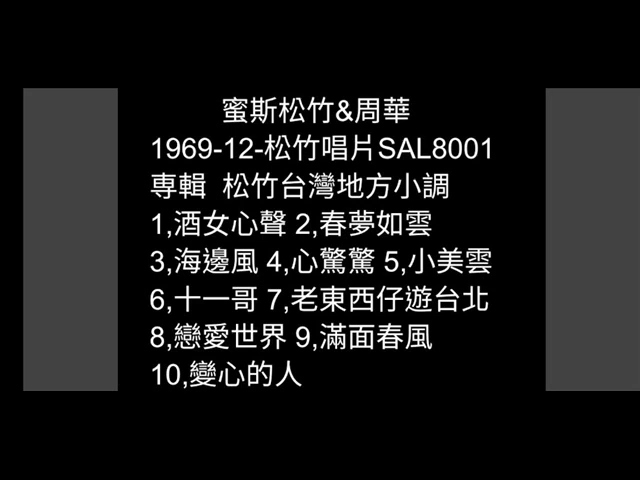 蜜斯松竹&周華
1969-12-松竹唱片SAL8001
専輯 松竹台灣地方小調
1,酒女心聲 2,春夢如雲
3,海邊風 4,心驚驚 5,小美雲
6,十一哥 7,老東西仔遊台北
8,戀愛世界 9,滿面春風
10,變心的人